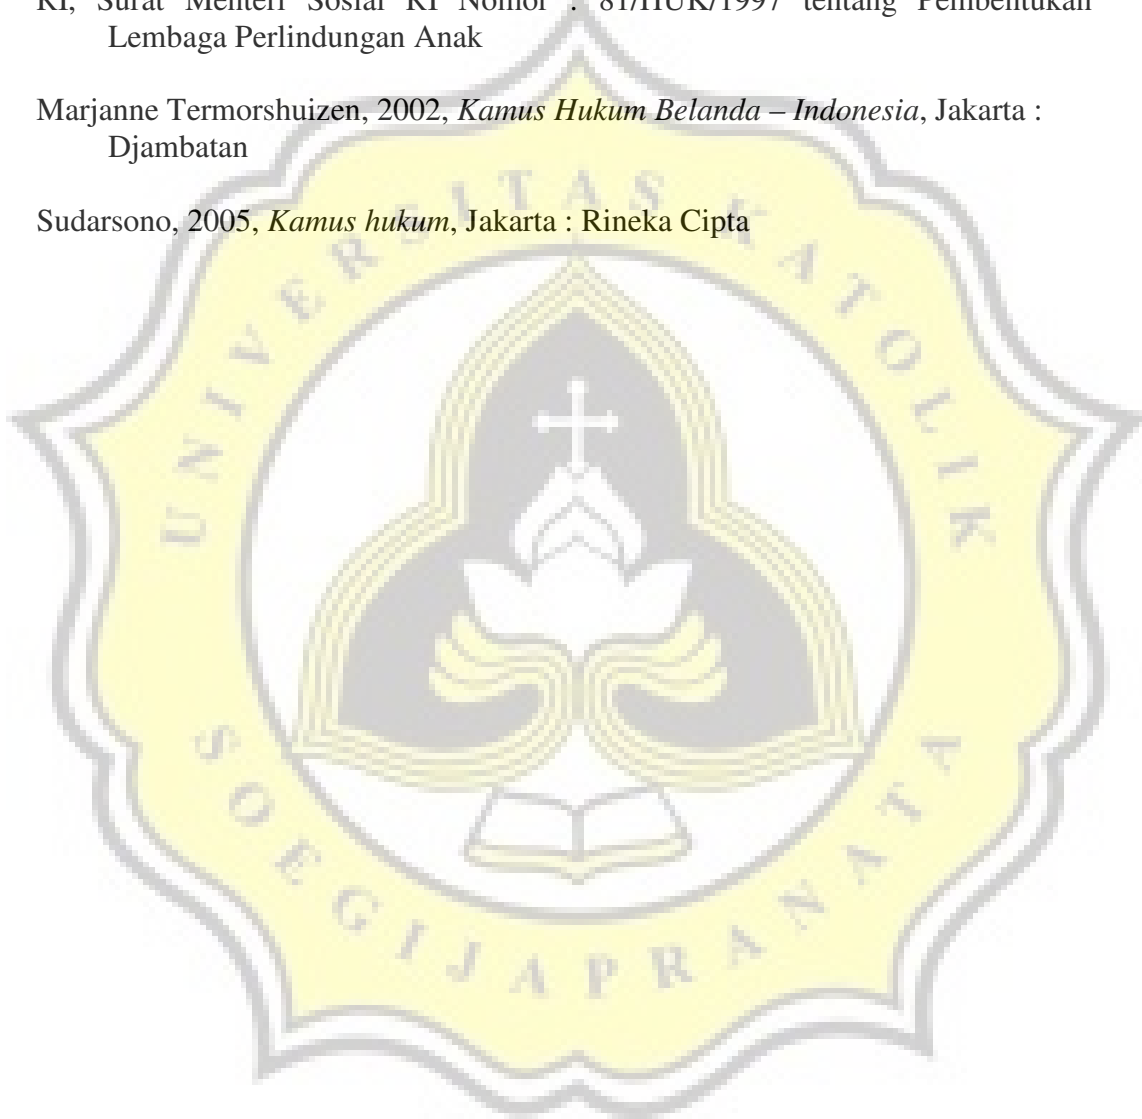 RI, Surat Menteri Sosial RI Nomor : 81/HUK/1997 tentang Pembentukan
Lembaga Perlindungan Anak
Marjanne Termorshuizen, 2002, Kamus Hukum Belanda – Indonesia, Jakarta :
Djambatan
Sudarsono, 2005, Kamus hukum, Jakarta : Rineka Cipta
UNIVERSITAS KATOLIK
SOEGIJAPRANATA